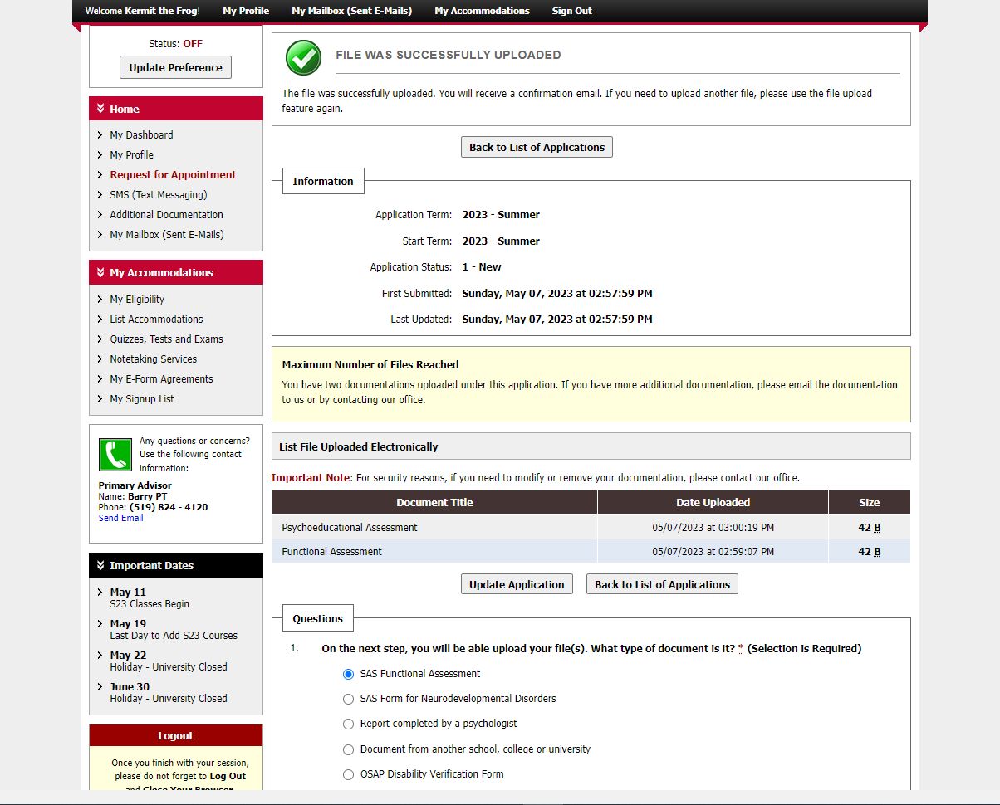 Welcome Kermit the Frog!
My Profile
My Mailbox (Sent E-Mails)
My Accommodations
Sign Out
Status: OFF
Update Preference
Home
My Dashboard
My Profile
Request for Appointment
SMS (Text Messaging)
Additional Documentation
My Mailbox (Sent E-Mails)
My Accommodations
My Eligibility
List Accommodations
Quizzes, Tests and Exams
Notetaking Services
My E-Form Agreements
My Signup List
Any questions or concerns?
Use the following contact
information:
Primary Advisor
Name: Barry PT
Phone: (519) 824 - 4120
Send Email
Important Dates
May 11
S23 Classes Begin
May 19
Last Day to Add S23 Courses
May 22
Holiday - University Closed
June 30
Holiday - University Closed
Logout
Once you finish with your session,
please do not forget to Log Out
and Close Your Browser
FILE WAS SUCCESSFULLY UPLOADED
The file was successfully uploaded. You will receive a confirmation email. If you need to upload another file, please use the file upload
feature again.
Back to List of Applications
Information
Application Term: 2023 - Summer
Start Term: 2023 - Summer
Application Status: 1 - New
First Submitted: Sunday, May 07, 2023 at 02:57:59 PM
Last Updated: Sunday, May 07, 2023 at 02:57:59 PM
Maximum Number of Files Reached
You have two documentations uploaded under this application. If you have more additional documentation, please email the documentation
to us or by contacting our office.
List File Uploaded Electronically
Important Note: For security reasons, if you need to modify or remove your documentation, please contact our office.
Document Title Date Uploaded Size
Psychoeducational Assessment 05/07/2023 at 03:00:19 PM 42 B
Functional Assessment 05/07/2023 at 02:59:07 PM 42 B
Update Application
Back to List of Applications
Questions
1. On the next step, you will be able upload your file(s). What type of document is it? * (Selection is Required)
SAS Functional Assessment
SAS Form for Neurodevelopmental Disorders
Report completed by a psychologist
Document from another school, college or university
OSAP Disability Verification Form